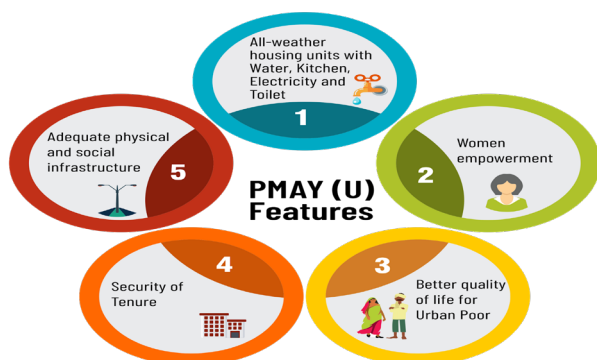 All-weather
housing units with
Water, Kitchen,
Electricity and
Toilet
1
Women
empowerment
2
PMAY (U)
Features
3
Better quality
of life for
Urban Poor
4
Security of
Tenure
5
Adequate physical
and social
infrastructure